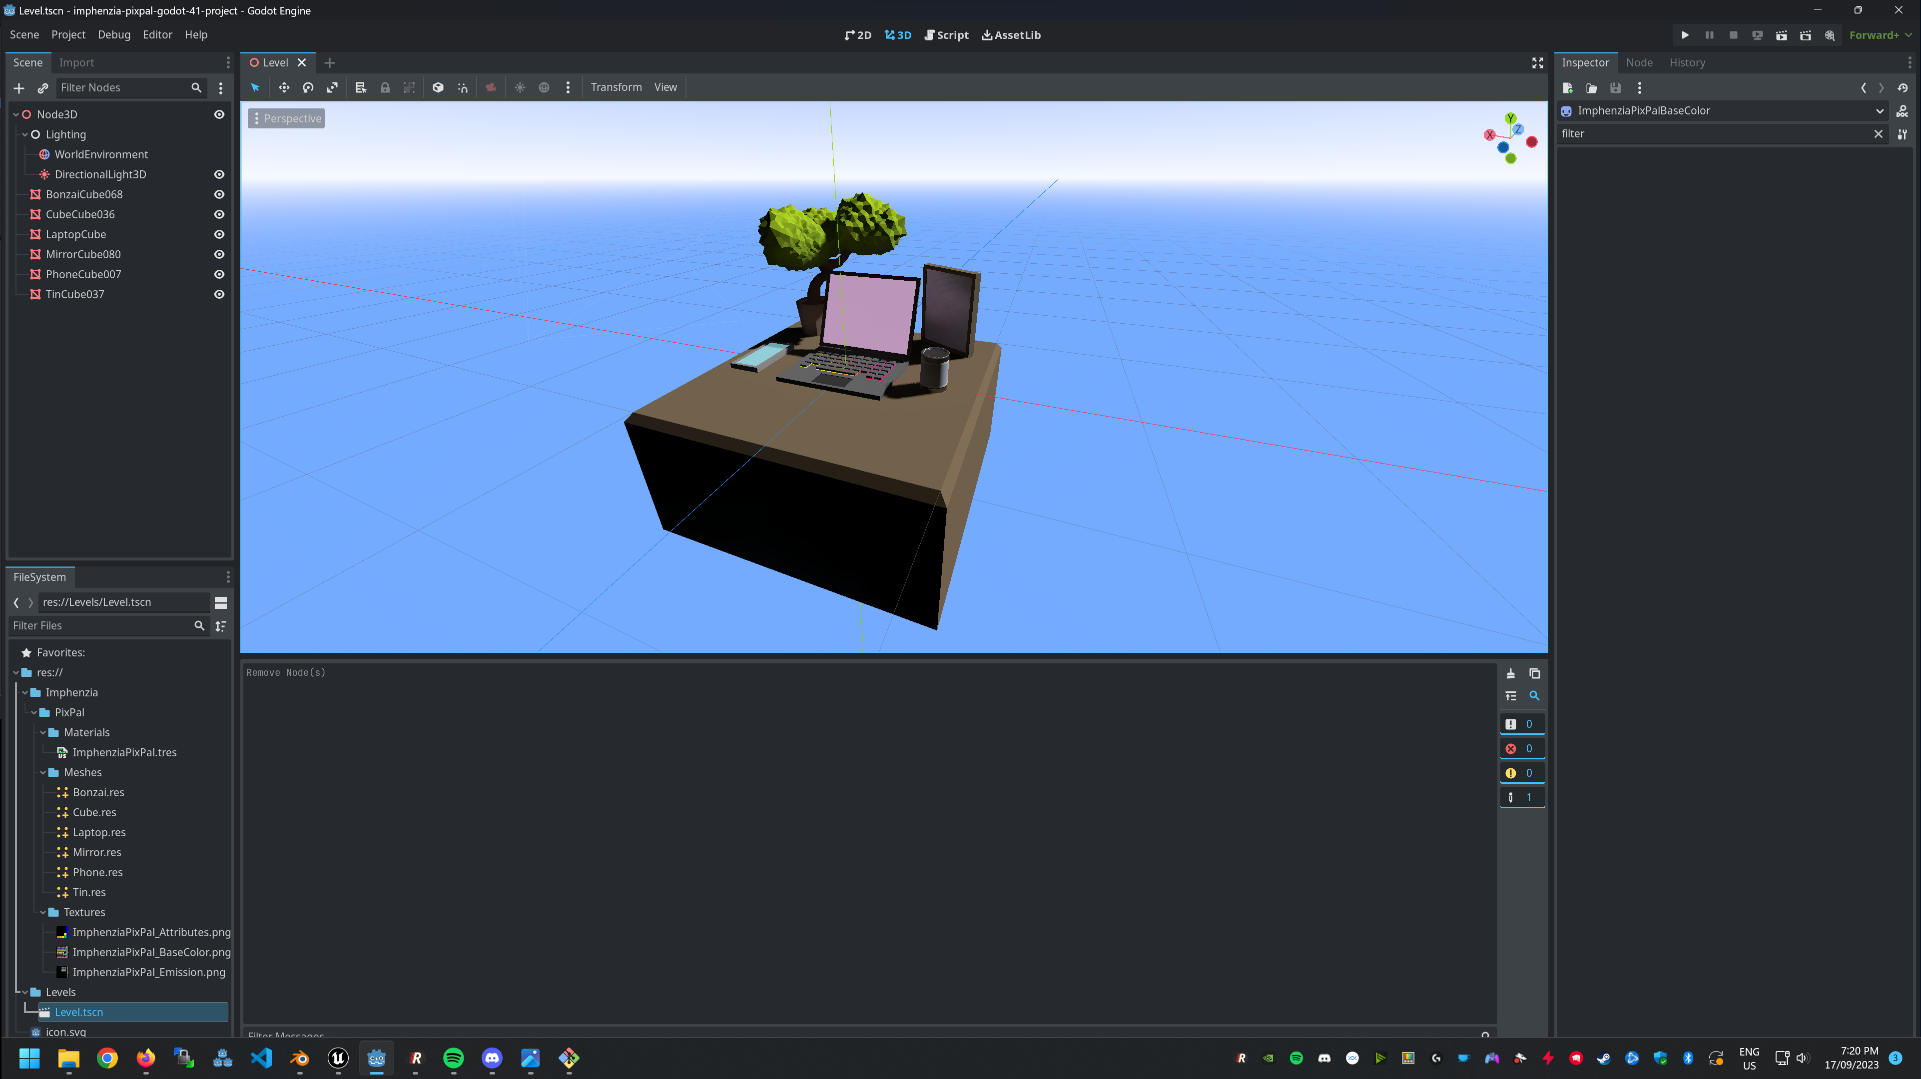 Level.tscn - imphenzia-pixpal-godot-41-project - Godot Engine
Scene Project Debug Editor Help
2D 3D Script AssetLib
Forward+
Scene Import
Filter Nodes
Node3D
Lighting
WorldEnvironment
DirectionalLight3D
BonzaiCube068
CubeCube036
LaptopCube
MirrorCube080
PhoneCube007
TinCube037
FileSystem
res://Levels/Level.tscn
Filter Files
Favorites:
res://
Imphenzia
PixPal
Materials
ImphenziaPixPal.tres
Meshes
Bonzai.res
Cube.res
Laptop.res
Mirror.res
Phone.res
Tin.res
Textures
ImphenziaPixPal_Attributes.png
ImphenziaPixPal_BaseColor.png
ImphenziaPixPal_Emission.png
Levels
Level.tscn
icon.svg
Level
Transform View
Perspective
Y
X
Z
Remove Node(s)
0
0
0
1
Filter Messages
Inspector Node History
ImphenziaPixPalBaseColor
filter
ENG
US
7:20 PM
17/09/2023
3